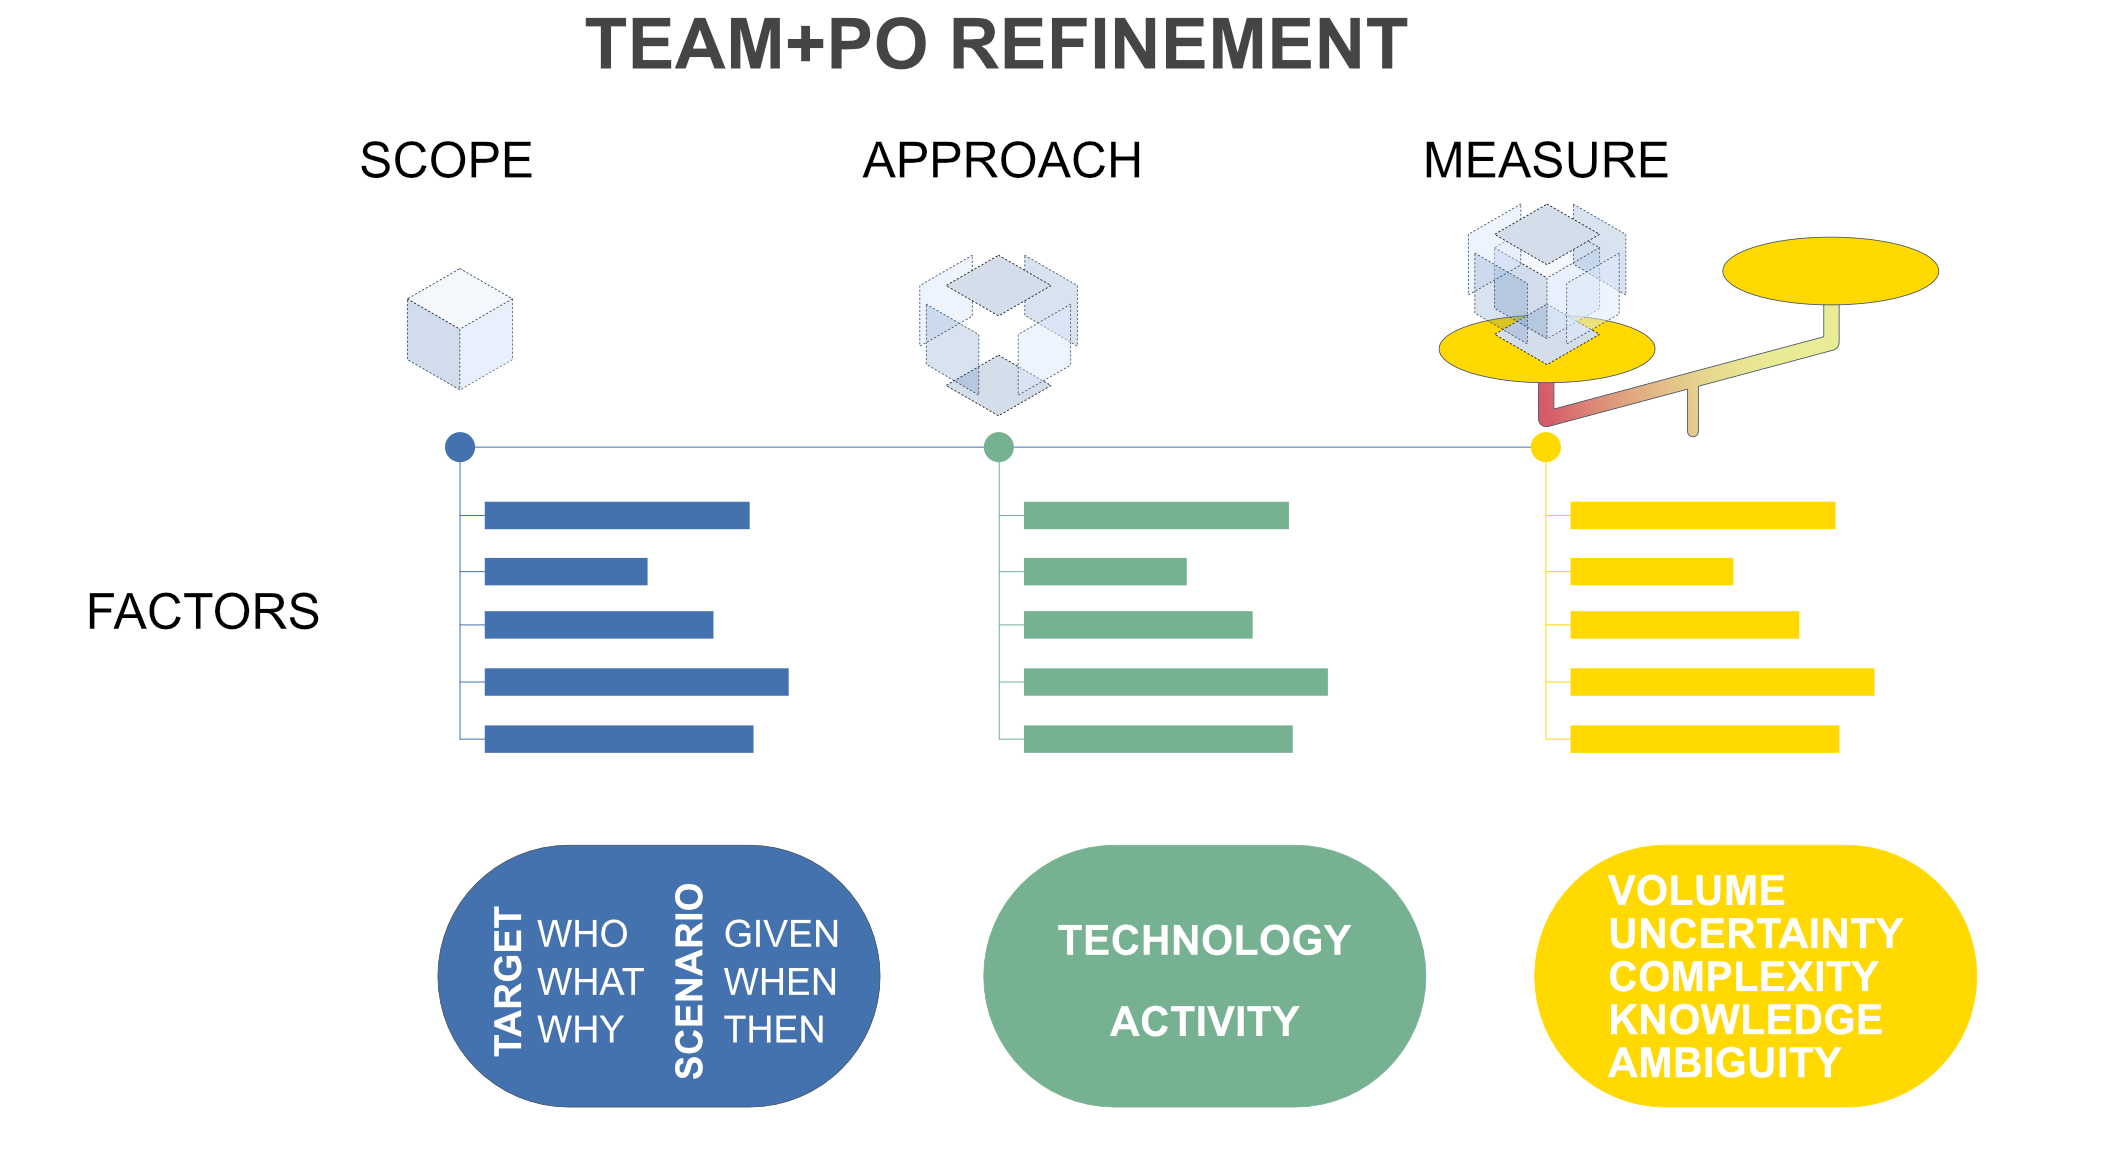 TEAM+PO REFINEMENT
SCOPE
APPROACH
MEASURE
FACTORS
TARGET
WHO
WHAT
WHY
SCENARIO
GIVEN
WHEN
THEN
TECHNOLOGY
ACTIVITY
VOLUME
UNCERTAINTY
COMPLEXITY
KNOWLEDGE
AMBIGUITY